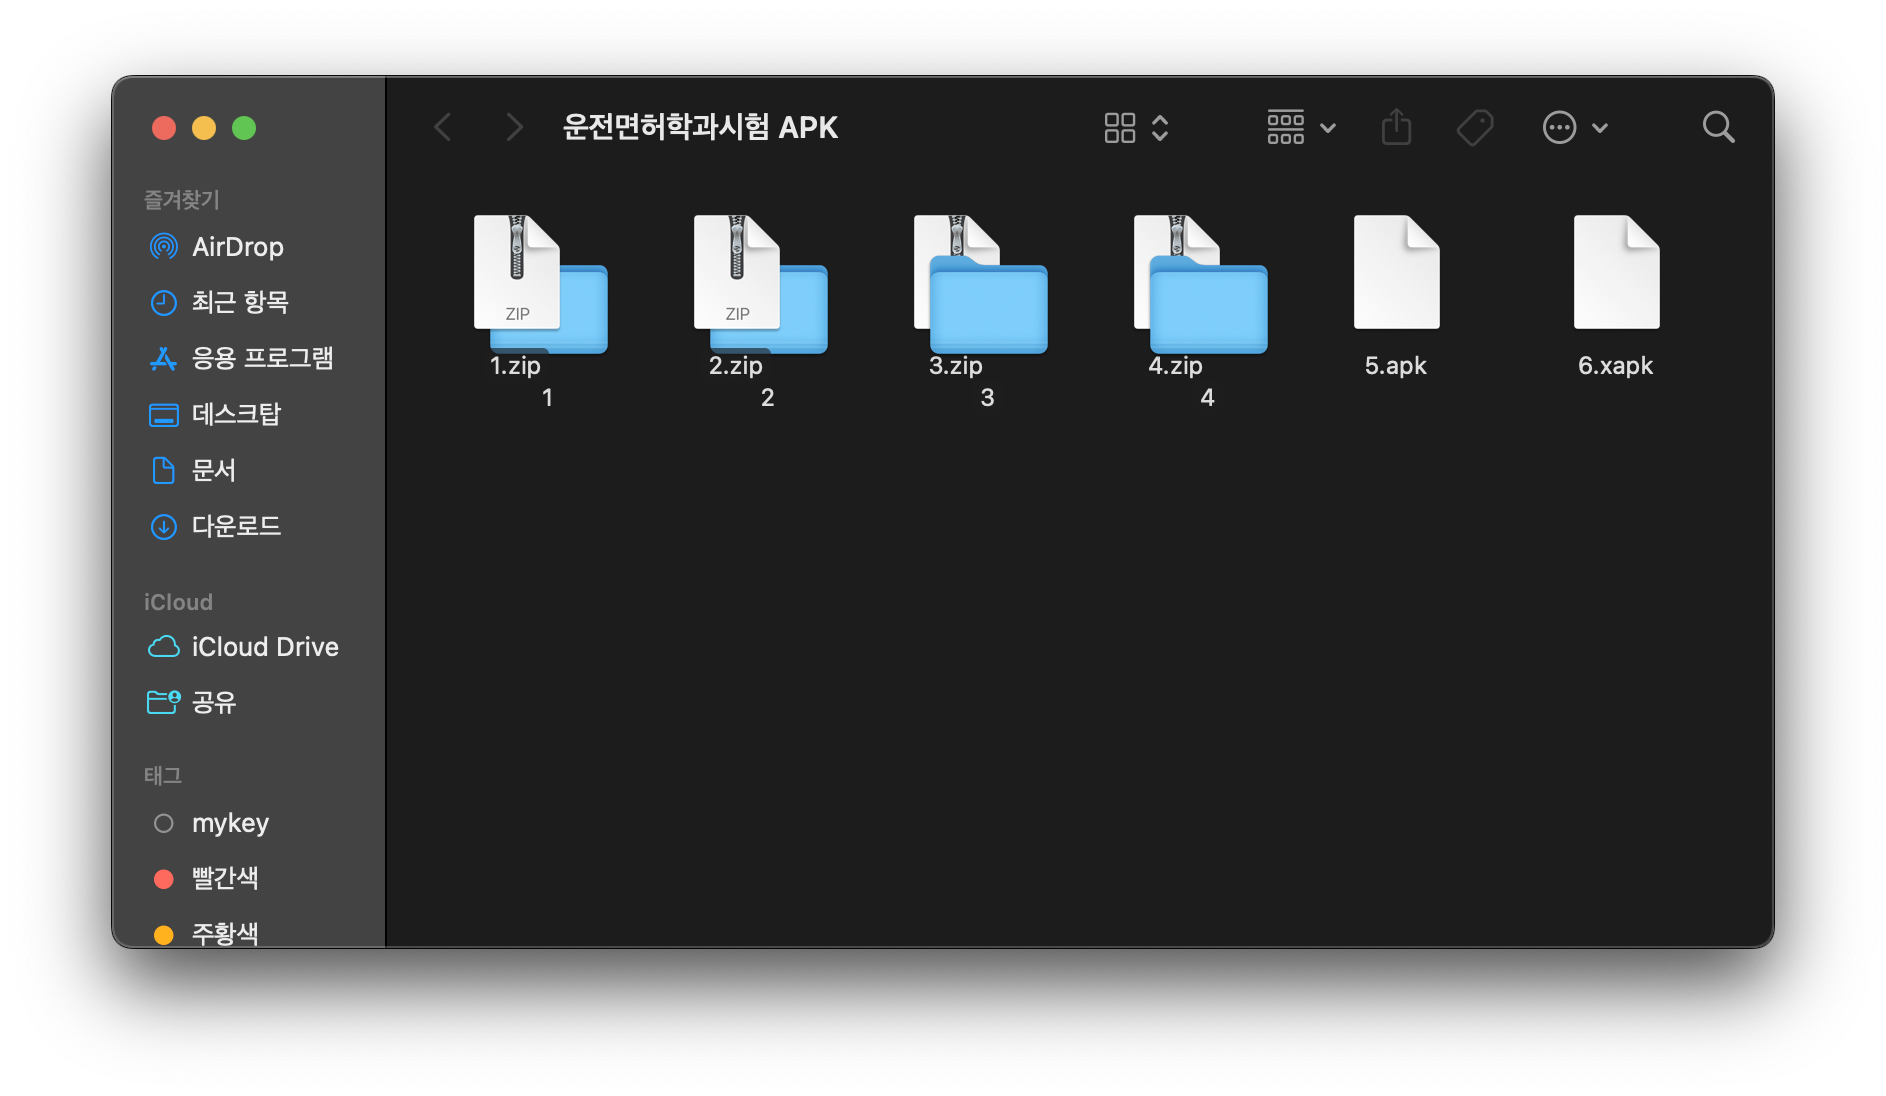 운전면허학과시험 APK
즐겨찾기
AirDrop
최근 항목
응용 프로그램
데스크탑
문서
다운로드
iCloud
iCloud Drive
공유
태그
mykey
빨간색
주황색
ZIP
ZIP
1.zip
2.zip
3.zip
4.zip
5.apk
6.xapk
1
2
3
4